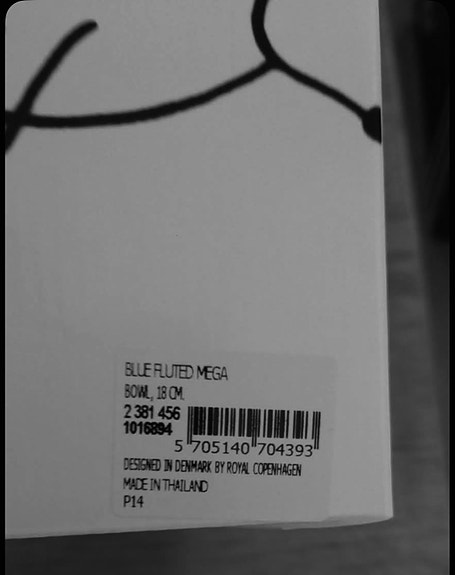 BLUE FLUTED MEGA
BOWL, 18 CM.
2 381 456
1016894
5 705140 704393
DESIGNED IN DENMARK BY ROYAL COPENHAGEN
MADE IN THAILAND
P14